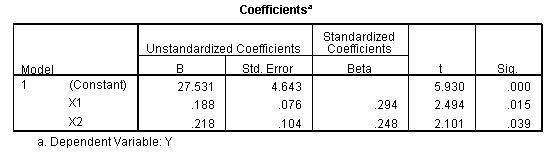 Coefficientsa
Unstandardized Coefficients Standardized Coefficients
Model B Std. Error Beta t Sig.
1 (Constant) 27.531 4.643 5.930 .000
X1 .188 .076 .294 2.494 .015
X2 .218 .104 .248 2.101 .039
a. Dependent Variable: Y